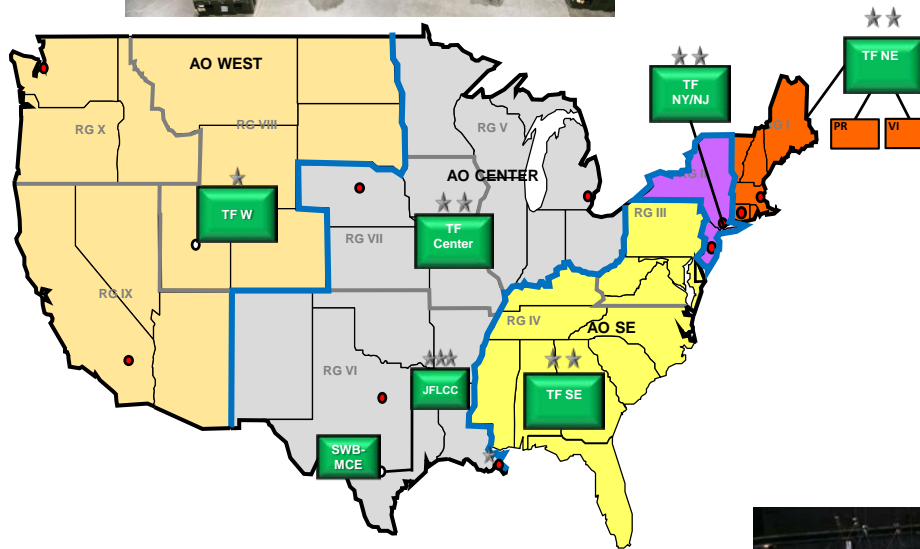 TF NE
AO WEST
TF
NY/NJ
PR
VI
RG I
RG X
RG VIII
RG V
AO CENTER
TF W
RG III
TF
Center
RG VII
RG IX
RG IV
AO SE
RG VI
JFLCC
TF SE
SWB-
MCE